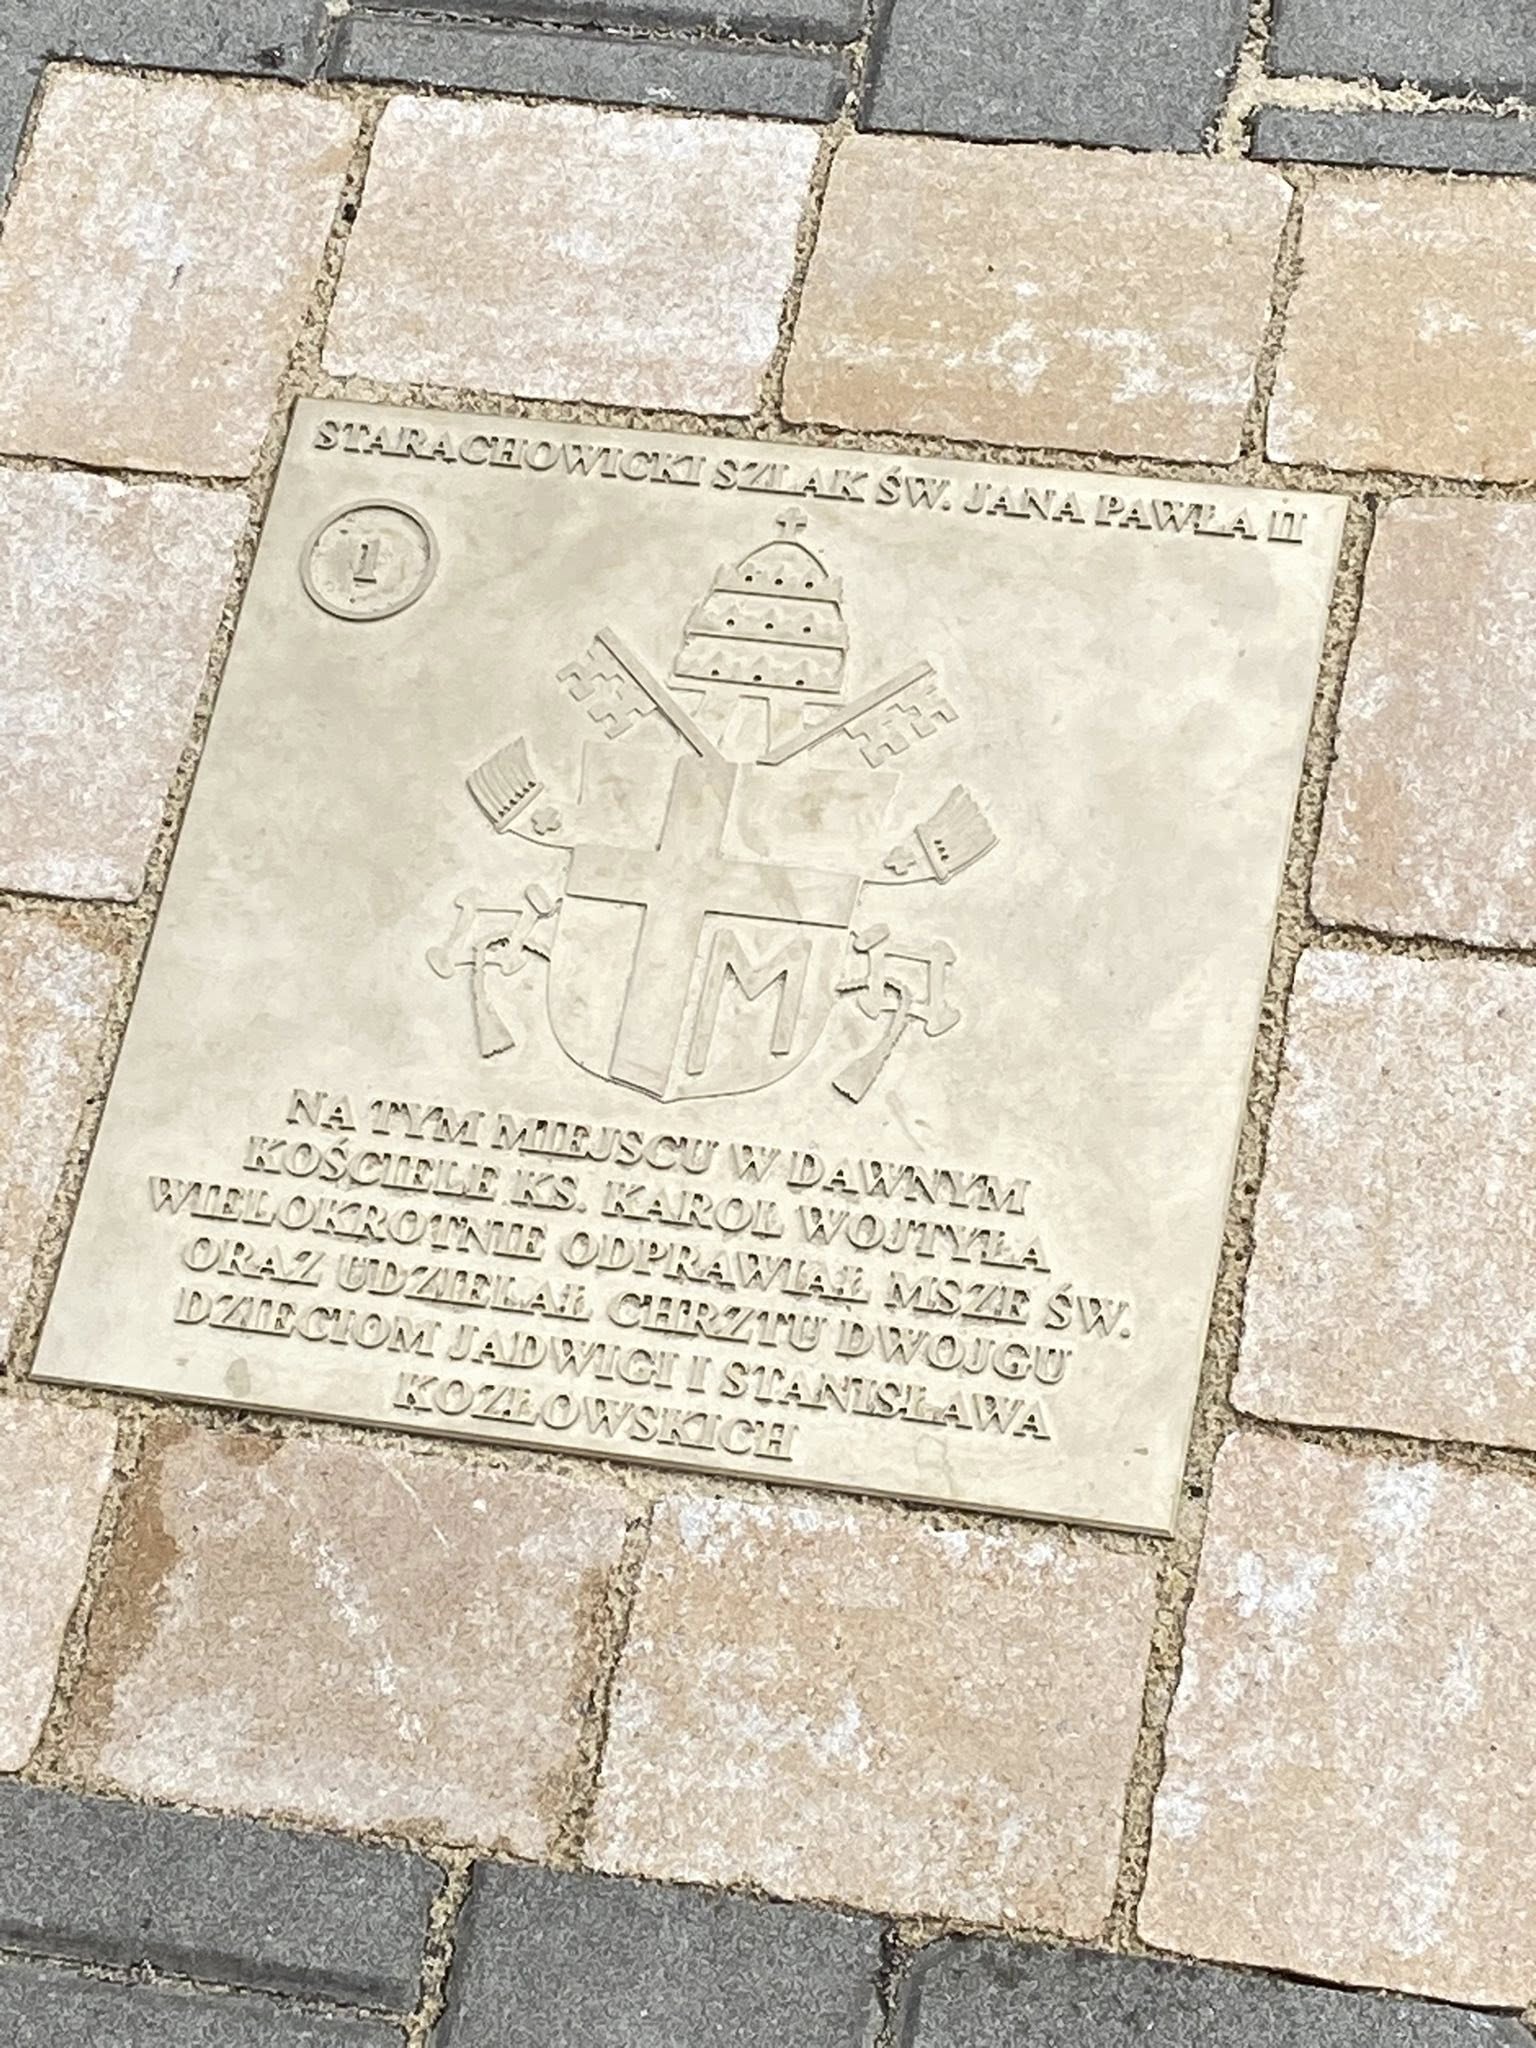 STARACHOWICKI SZLAK ŚW. JANA PAWŁA II
1
M
NA TYM MIEJSCU W DAWNYM
KOŚCIELE KS. KAROL WOJTYŁA
WIELOKROTNIE ODPRAWIAŁ MSZE ŚW.
ORAZ UDZIELAŁ CHRZTU DWOJGU
DZIECIOM JADWIGI I STANISŁAWA
KOZŁOWSKICH